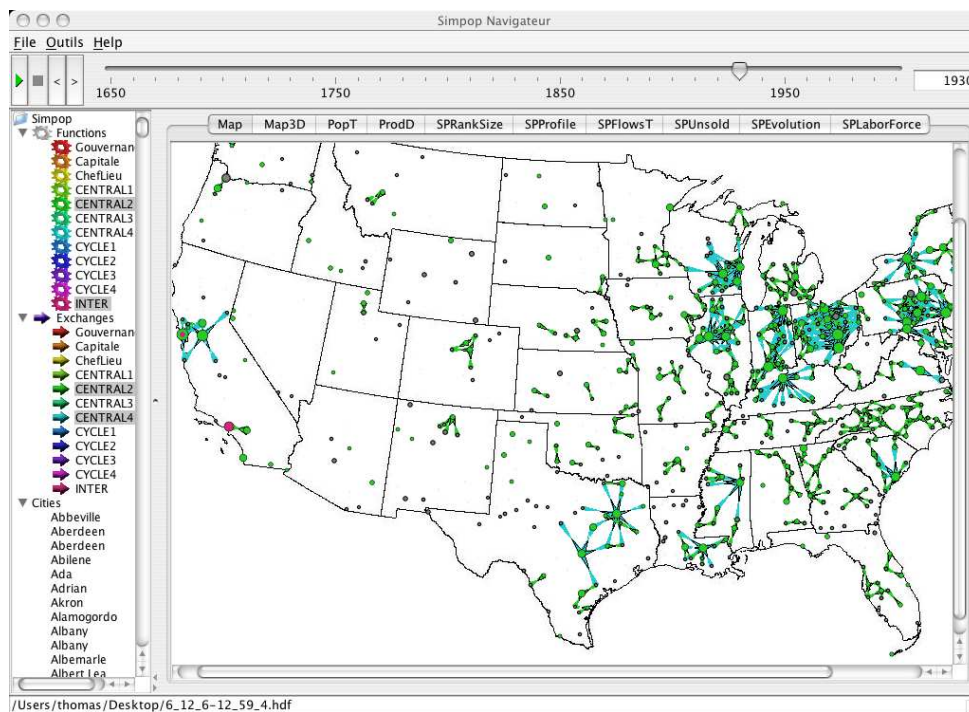 Simpop Navigateur
File Outils Help
< >
1650 1750 1850 1950
1930
Simpop
Functions
Gouvernan
Capitale
ChefLieu
CENTRAL1
CENTRAL2
CENTRAL3
CENTRAL4
CYCLE1
CYCLE2
CYCLE3
CYCLE4
INTER
Exchanges
Gouvernan
Capitale
ChefLieu
CENTRAL1
CENTRAL2
CENTRAL3
CENTRAL4
CYCLE1
CYCLE2
CYCLE3
CYCLE4
INTER
Cities
Abbeville
Aberdeen
Aberdeen
Abilene
Ada
Adrian
Akron
Alamogordo
Albany
Albany
Albemarle
Albert Lea
Map Map3D PopT ProdD SPRankSize SPProfile SPFlowsT SPUnsold SPEvolution SPLaborForce
/Users/thomas/Desktop/6_12_6-12_59_4.hdf